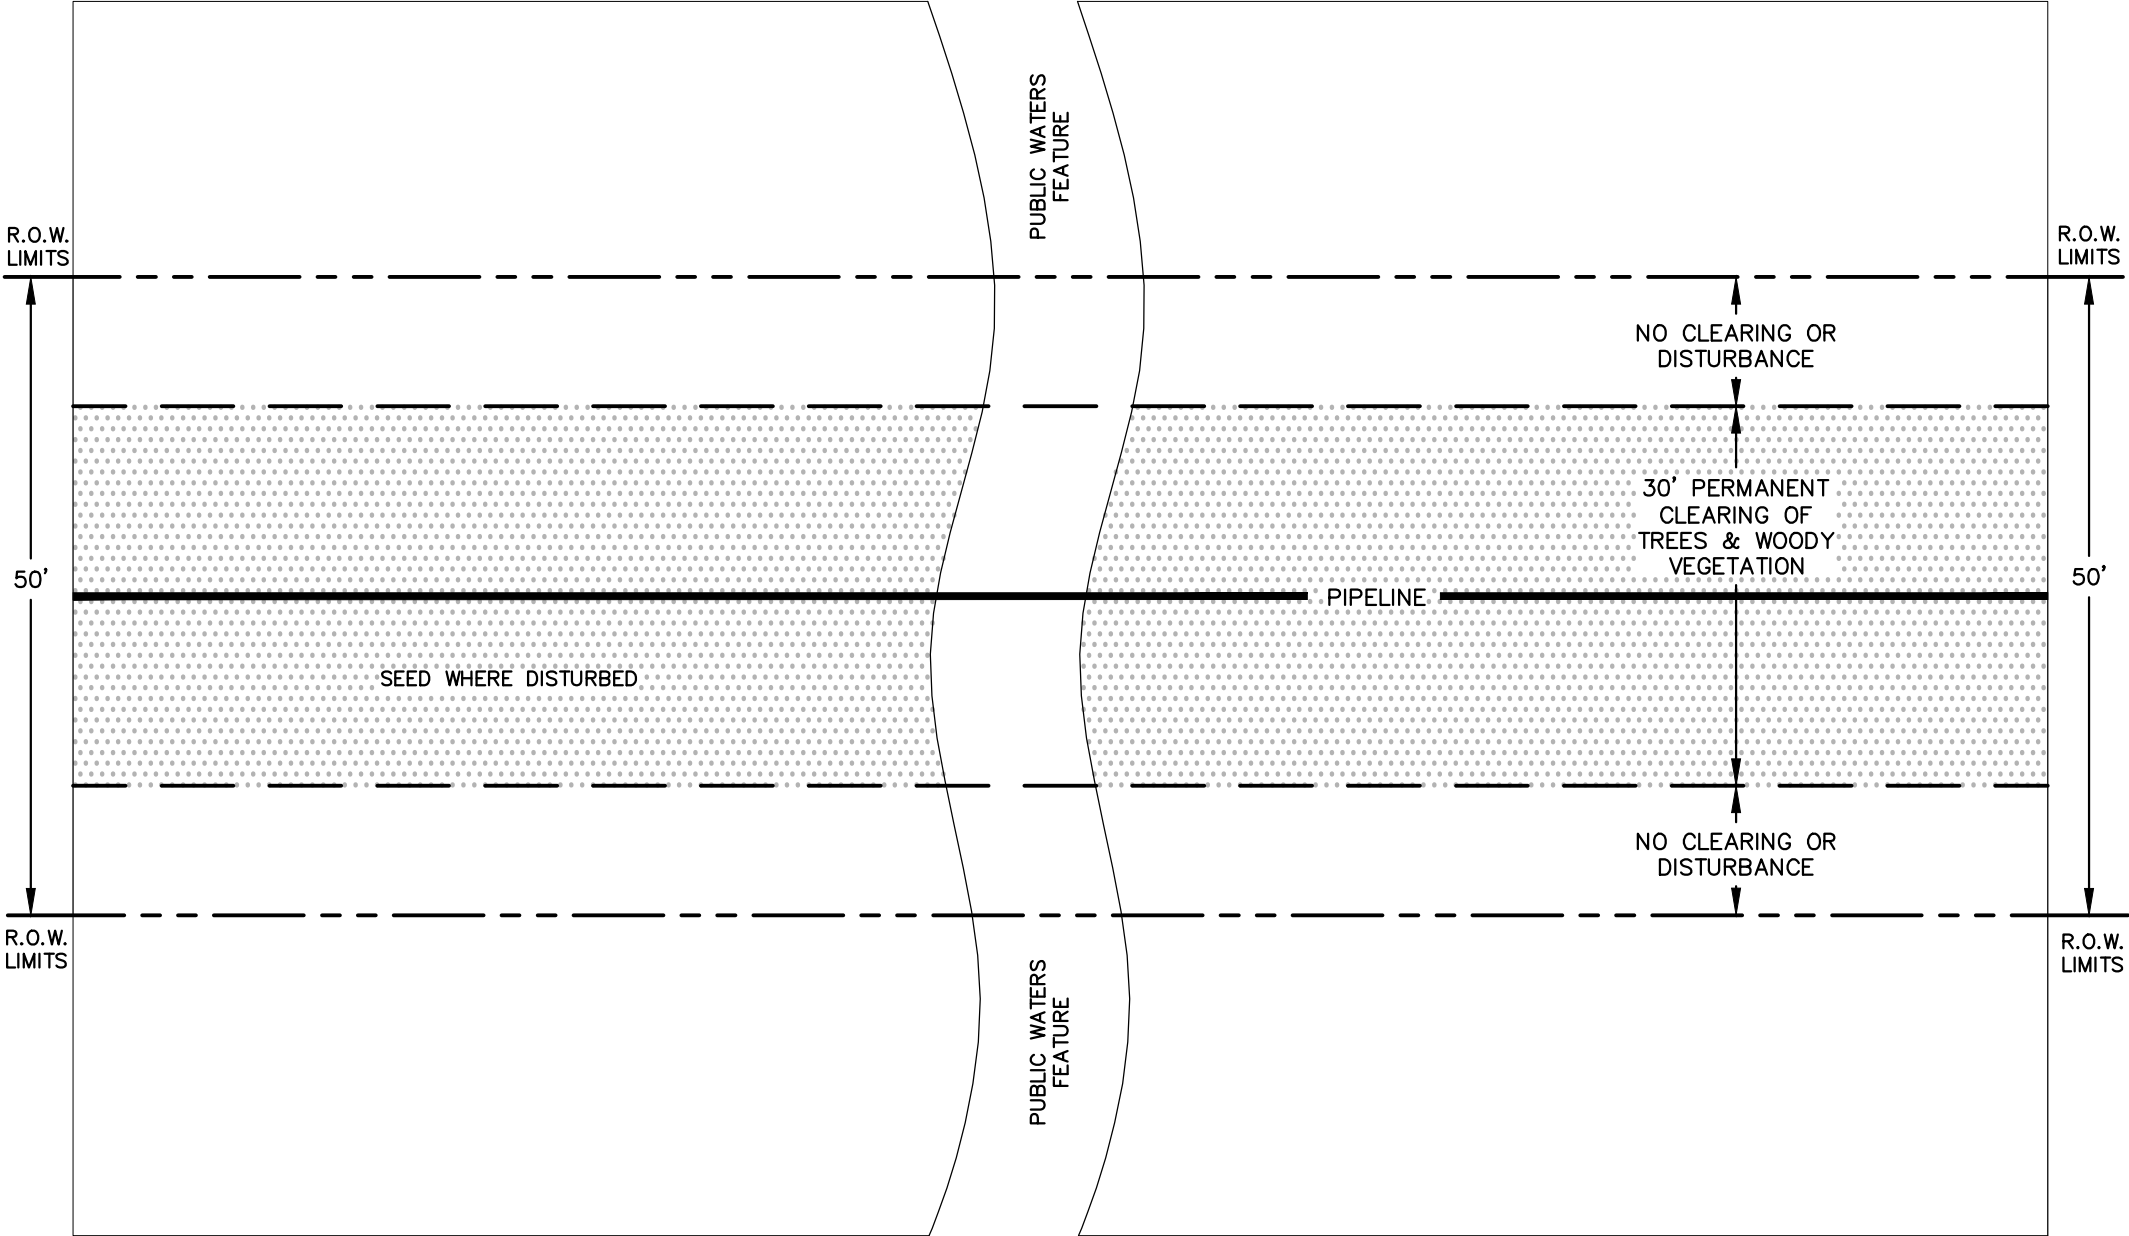 PUBLIC WATERS
FEATURE
R.O.W.
LIMITS
R.O.W.
LIMITS
NO CLEARING OR
DISTURBANCE
30' PERMANENT
CLEARING OF
TREES & WOODY
VEGETATION
50'
50'
PIPELINE
SEED WHERE DISTURBED
NO CLEARING OR
DISTURBANCE
R.O.W.
LIMITS
R.O.W.
LIMITS
PUBLIC WATERS
FEATURE